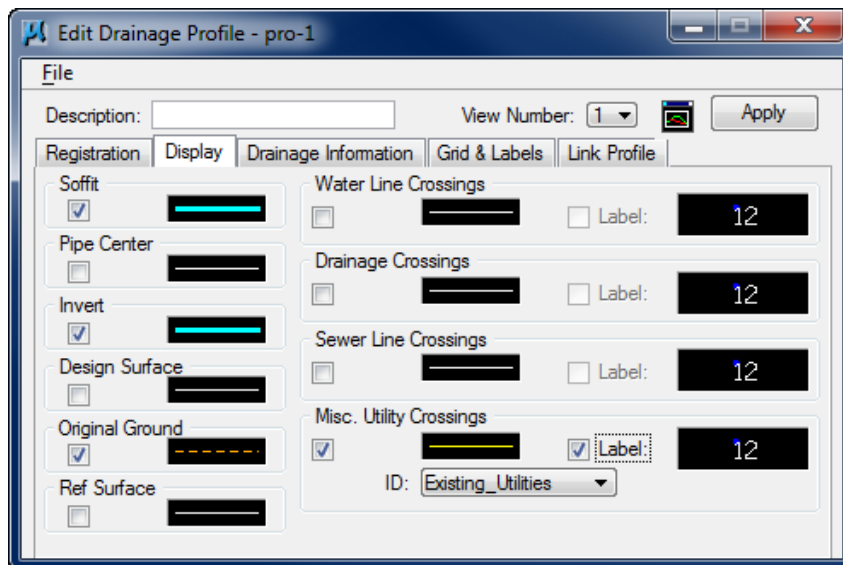 Edit Drainage Profile - pro-1
File
Description: View Number: 1 Apply
Registration Display Drainage Information Grid & Labels Link Profile
Soffit
Pipe Center
Invert
Design Surface
Original Ground
Ref Surface
Water Line Crossings
Label: 12
Drainage Crossings
Label: 12
Sewer Line Crossings
Label: 12
Misc. Utility Crossings
Label: 12
ID: Existing_Utilities